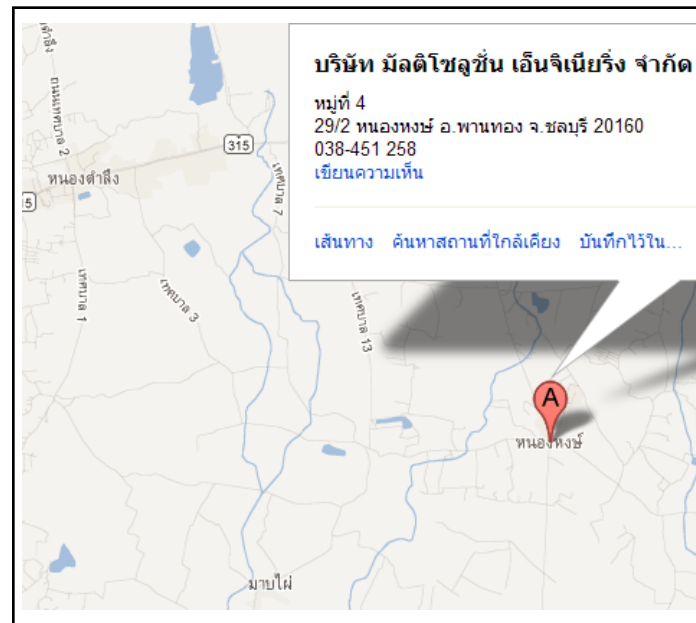 บริษัท มัลติโซลูชั่น เอ็นจิเนียริ่ง จำกัด
หมู่ที่ 4
29/2 หนองหงษ์ อ.พานทอง จ.ชลบุรี 20160
038-451 258
เขียนความเห็น
เส้นทาง ค้นหาสถานที่ใกล้เคียง บันทึกไว้ใน...
ถนนเทศบาล 2
315
หนองตำลึง
5
เทศบาล 7
เทศบาล 1
เทศบาล 3
เทศบาล 13
A
หนองหงษ์
มาบไผ่